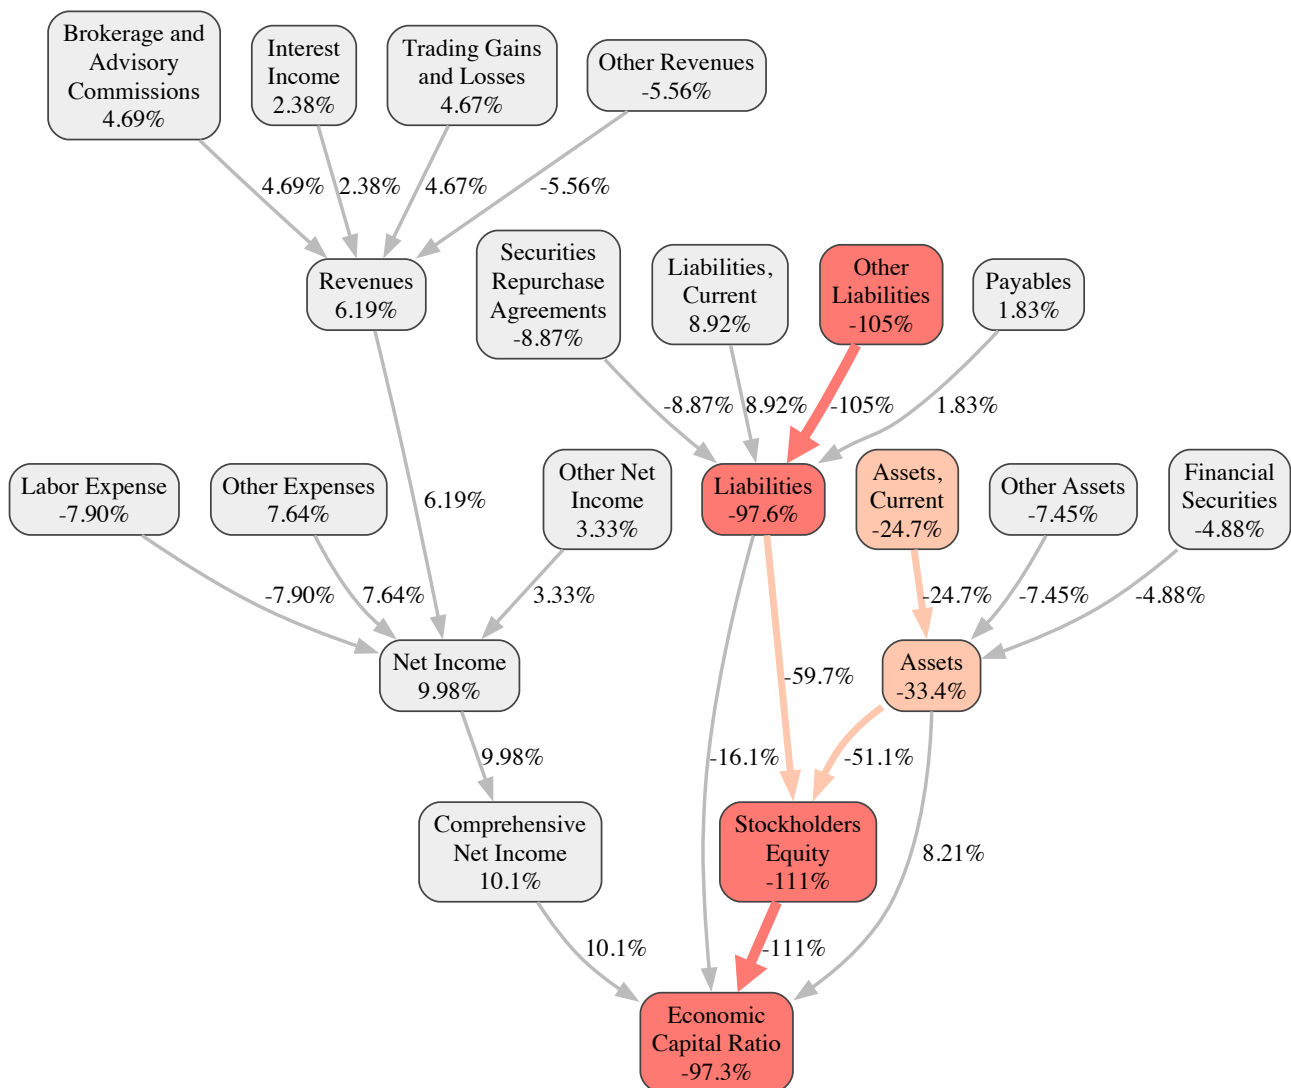 Brokerage and
Advisory
Commissions
4.69%
Interest
Income
2.38%
Trading Gains
and Losses
4.67%
Other Revenues
-5.56%
4.69%
2.38%
4.67%
-5.56%
Revenues
6.19%
Securities
Repurchase
Agreements
-8.87%
Liabilities,
Current
8.92%
Other
Liabilities
-105%
Payables
1.83%
-8.87%
8.92%
-105%
1.83%
Labor Expense
-7.90%
Other Expenses
7.64%
6.19%
Other Net
Income
3.33%
Liabilities
-97.6%
Assets,
Current
-24.7%
Other Assets
-7.45%
Financial
Securities
-4.88%
-7.90%
7.64%
3.33%
-24.7%
-7.45%
-4.88%
Net Income
9.98%
-59.7%
Assets
-33.4%
9.98%
-16.1%
-51.1%
Comprehensive
Net Income
10.1%
Stockholders
Equity
-111%
8.21%
10.1%
-111%
Economic
Capital Ratio
-97.3%